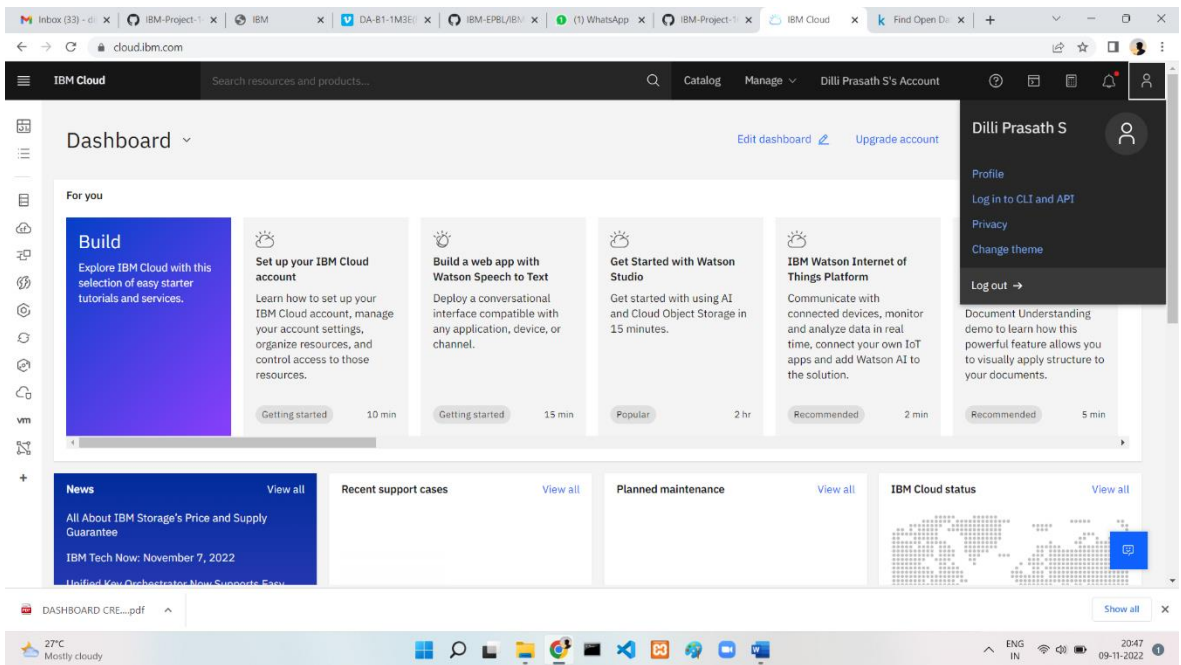 Inbox (33) - di
IBM-Project-1
IBM
DA-B1-1M3E(
IBM-EPBL/IBM
(1) WhatsApp
IBM-Project-1
IBM Cloud
Find Open Da
cloud.ibm.com
IBM Cloud
Search resources and products...
Catalog
Manage
Dilli Prasath S's Account
Dashboard
Edit dashboard
Upgrade account
Dilli Prasath S
Profile
Log in to CLI and API
Privacy
Change theme
Log out →
For you
Build
Explore IBM Cloud with this
selection of easy starter
tutorials and services.
Set up your IBM Cloud
account
Learn how to set up your
IBM Cloud account, manage
your account settings,
organize resources, and
control access to those
resources.
Getting started
10 min
Build a web app with
Watson Speech to Text
Deploy a conversational
interface compatible with
any application, device, or
channel.
Getting started
15 min
Get Started with Watson
Studio
Get started with using AI
and Cloud Object Storage in
15 minutes.
Popular
2 hr
IBM Watson Internet of
Things Platform
Communicate with
connected devices, monitor
and analyze data in real
time, connect your own IoT
apps and add Watson AI to
the solution.
Recommended
2 min
Document Understanding
demo to learn how this
powerful feature allows you
to visually apply structure to
your documents.
Recommended
5 min
vm
News
View all
All About IBM Storage's Price and Supply
Guarantee
IBM Tech Now: November 7, 2022
Unified Key Orchestrator Now Supports Easy
Recent support cases
View all
Planned maintenance
View all
IBM Cloud status
View all
DASHBOARD CRE....pdf
Show all
27°C
Mostly cloudy
ENG
IN
20:47
09-11-2022
1